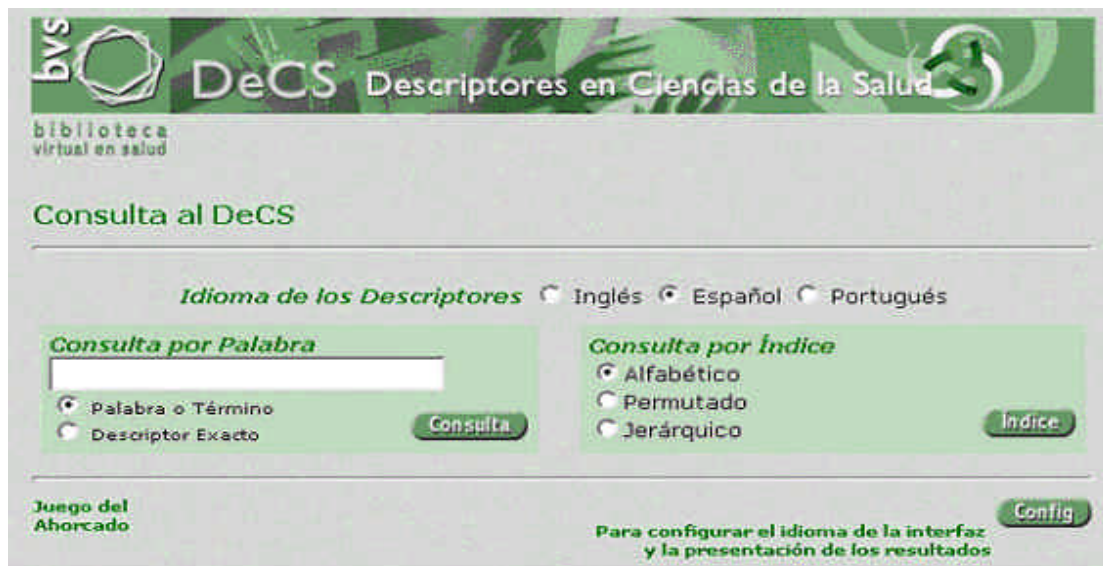 bvs
DeCS Descriptores en Ciencias de la Salud
biblioteca
virtual en salud
Consulta al DeCS
Idioma de los Descriptores Inglés Español Portugués
Consulta por Palabra
Palabra o Término
Descriptor Exacto
Consulta
Consulta por Índice
Alfabético
Permutado
Jerárquico
Indice
Juego del
Ahorcado
Config
Para configurar el idioma de la interfaz
y la presentación de los resultados